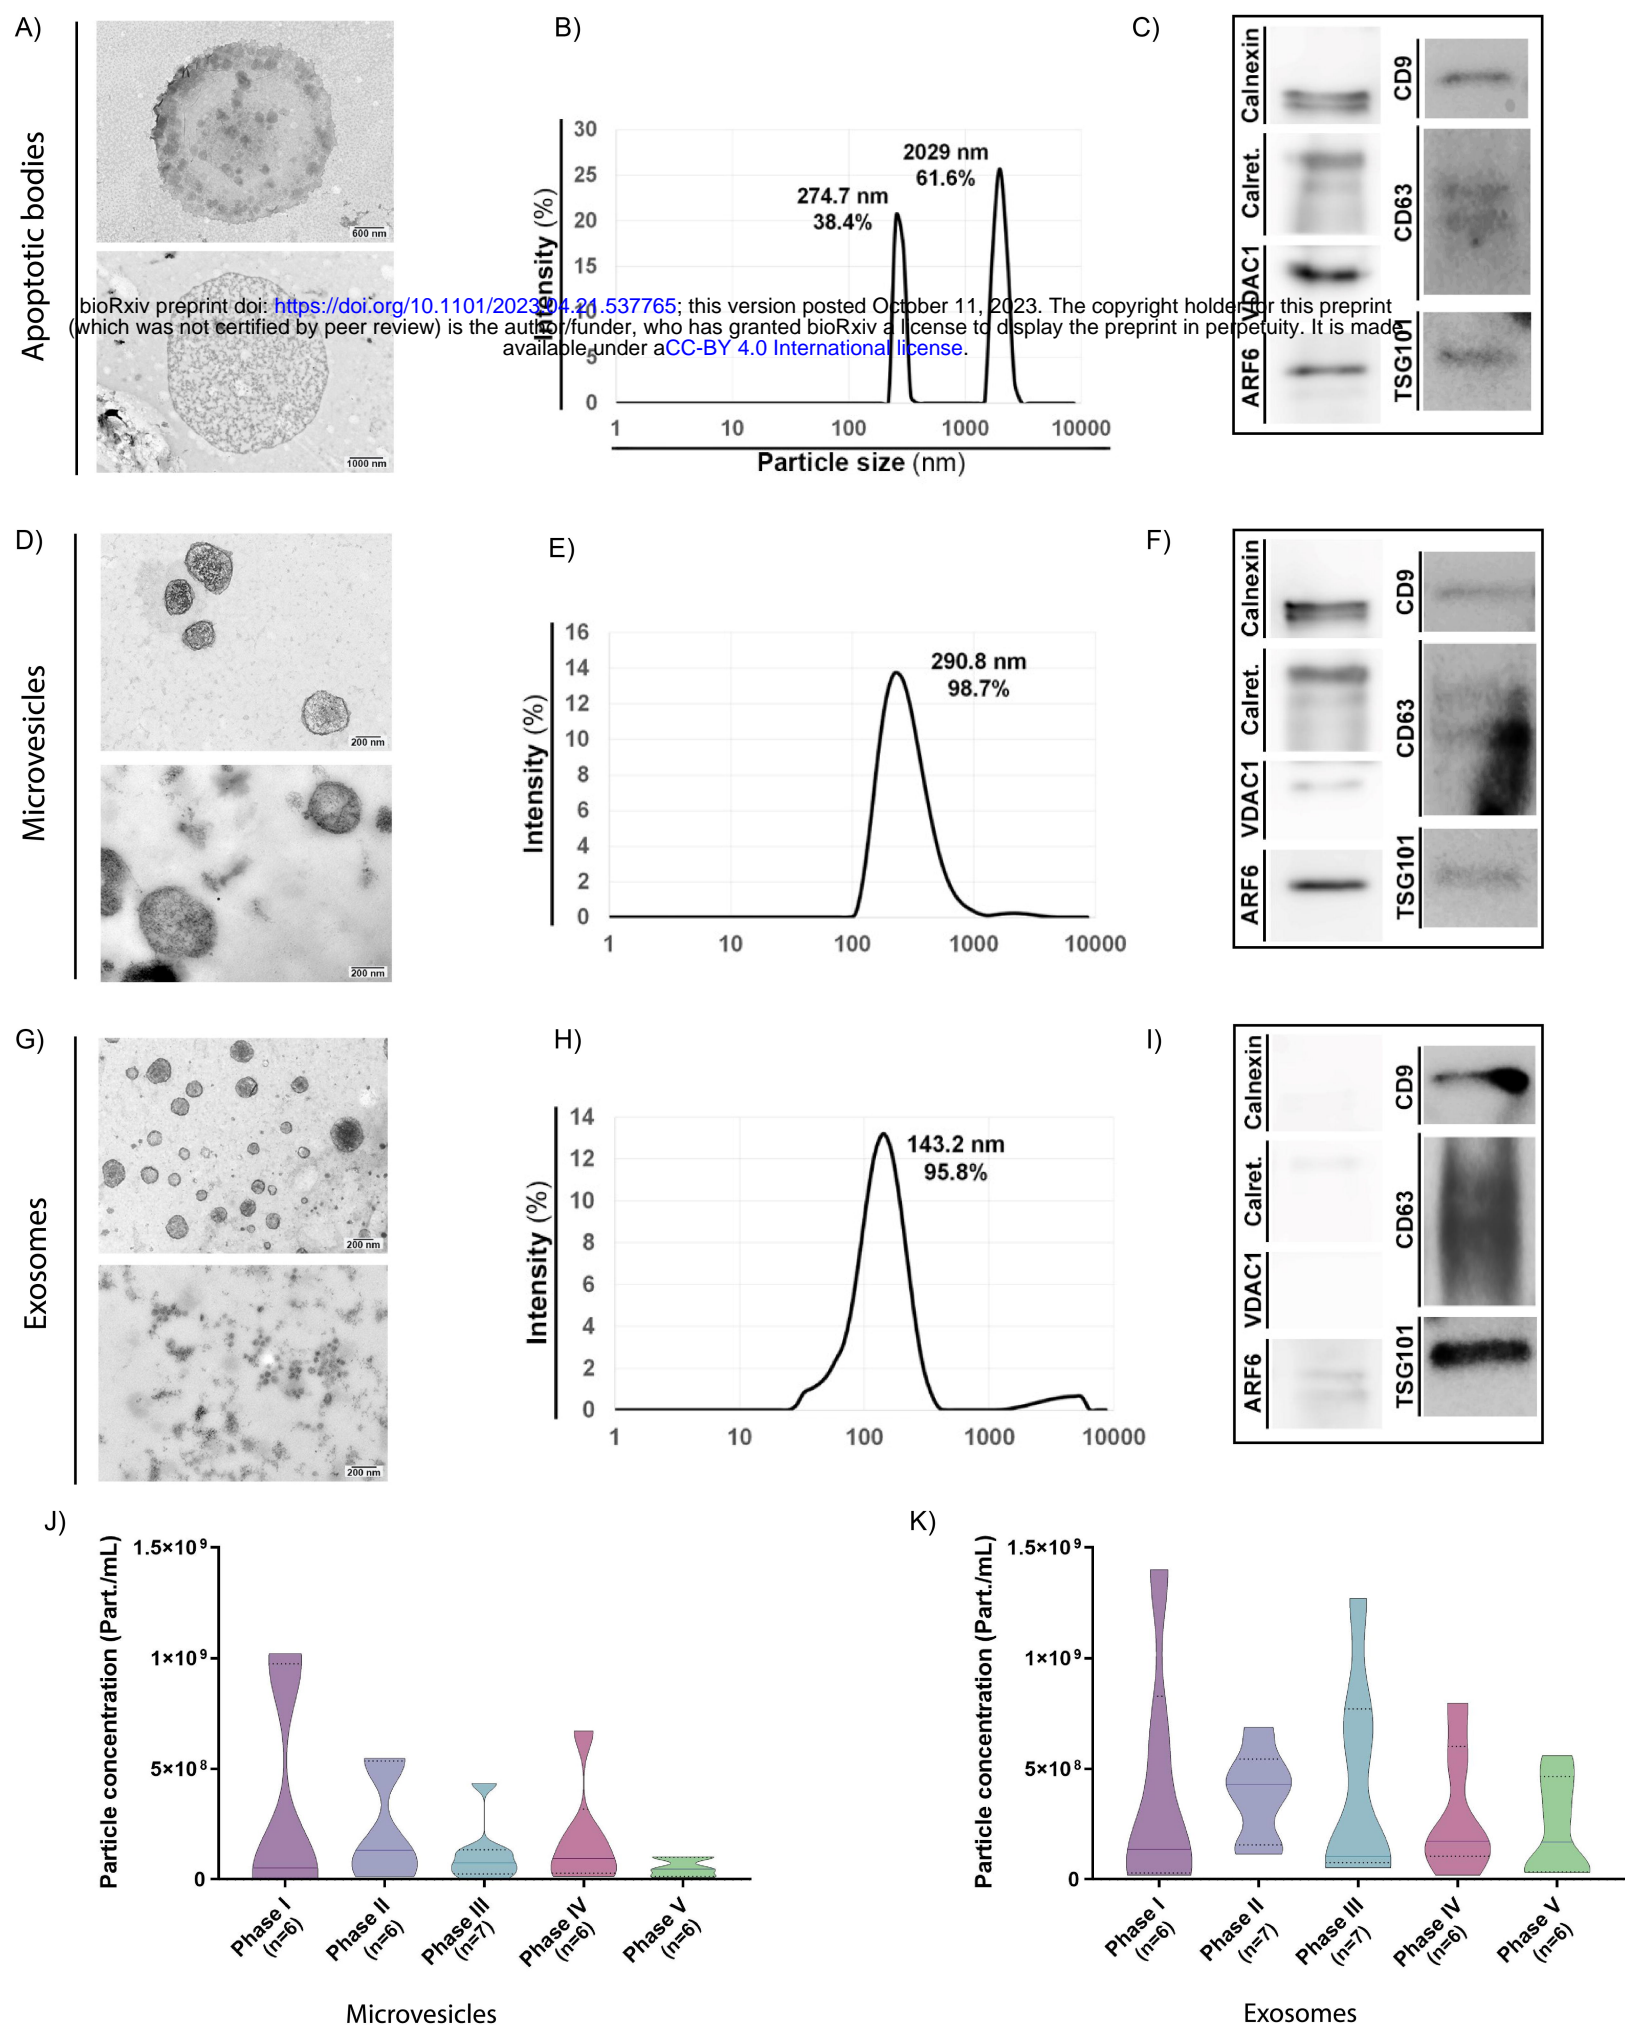 A)
B)
C)
Apoptotic bodies
600 nm
1000 nm
Intensity (%)
30
25
20
15
10
5
0
274.7 nm
38.4%
2029 nm
61.6%
1 10 100 1000 10000
Particle size (nm)
Calnexin
Calret.
VDAC1
ARF6
CD9
CD63
TSG101
bioRxiv preprint doi: https://doi.org/10.1101/2023.04.21.537765; this version posted October 11, 2023. The copyright holder for this preprint
(which was not certified by peer review) is the author/funder, who has granted bioRxiv a license to display the preprint in perpetuity. It is made
available under aCC-BY 4.0 International license.
D)
E)
F)
Microvesicles
200 nm
200 nm
Intensity (%)
16
14
12
10
8
6
4
2
0
290.8 nm
98.7%
1 10 100 1000 10000
Calnexin
Calret.
VDAC1
ARF6
CD9
CD63
TSG101
G)
H)
I)
Exosomes
200 nm
200 nm
Intensity (%)
14
12
10
8
6
4
2
0
143.2 nm
95.8%
1 10 100 1000 10000
Calnexin
Calret.
VDAC1
ARF6
CD9
CD63
TSG101
J)
Particle concentration (Part./mL)
1.5×10⁹
1×10⁹
5×10⁸
0
Phase I
(n=6)
Phase II
(n=6)
Phase III
(n=7)
Phase IV
(n=6)
Phase V
(n=6)
Microvesicles
K)
Particle concentration (Part./mL)
1.5×10⁹
1×10⁹
5×10⁸
0
Phase I
(n=6)
Phase II
(n=7)
Phase III
(n=7)
Phase IV
(n=6)
Phase V
(n=6)
Exosomes